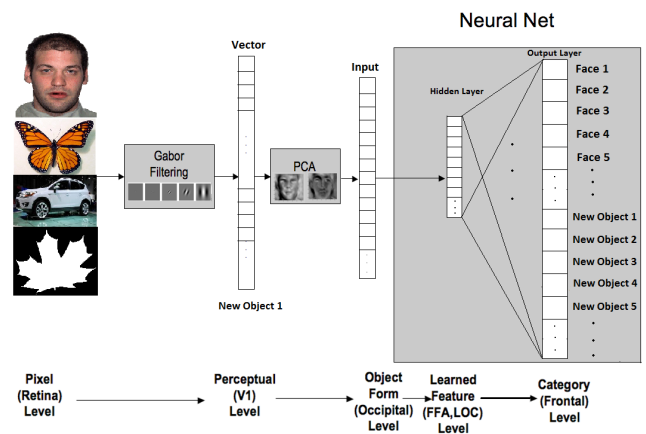 Neural Net
Vector
Input
Output Layer
Hidden Layer
Face 1
Face 2
Face 3
Face 4
Face 5
Gabor
Filtering
PCA
New Object 1
New Object 2
New Object 3
New Object 4
New Object 5
New Object 1
Pixel
(Retina)
Level
Perceptual
(V1)
Level
Object
Form
(Occipital)
Level
Learned
Feature
(FFA,LOC)
Level
Category
(Frontal)
Level